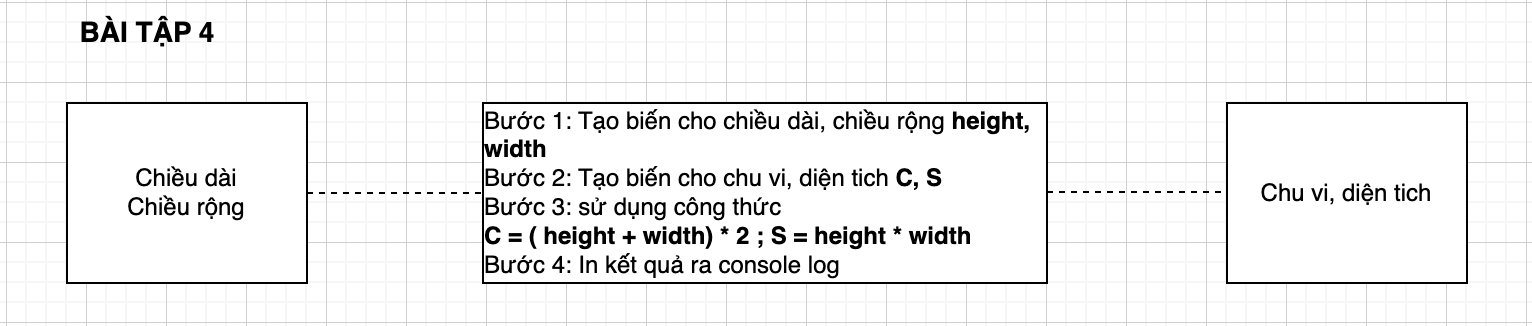 BÀI TẬP 4
Chiều dài
Chiều rộng
Bước 1: Tạo biến cho chiều dài, chiều rộng height,
width
Bước 2: Tạo biến cho chu vi, diện tich C, S
Bước 3: sử dụng công thức
C = ( height + width) * 2 ; S = height * width
Bước 4: In kết quả ra console log
Chu vi, diện tich